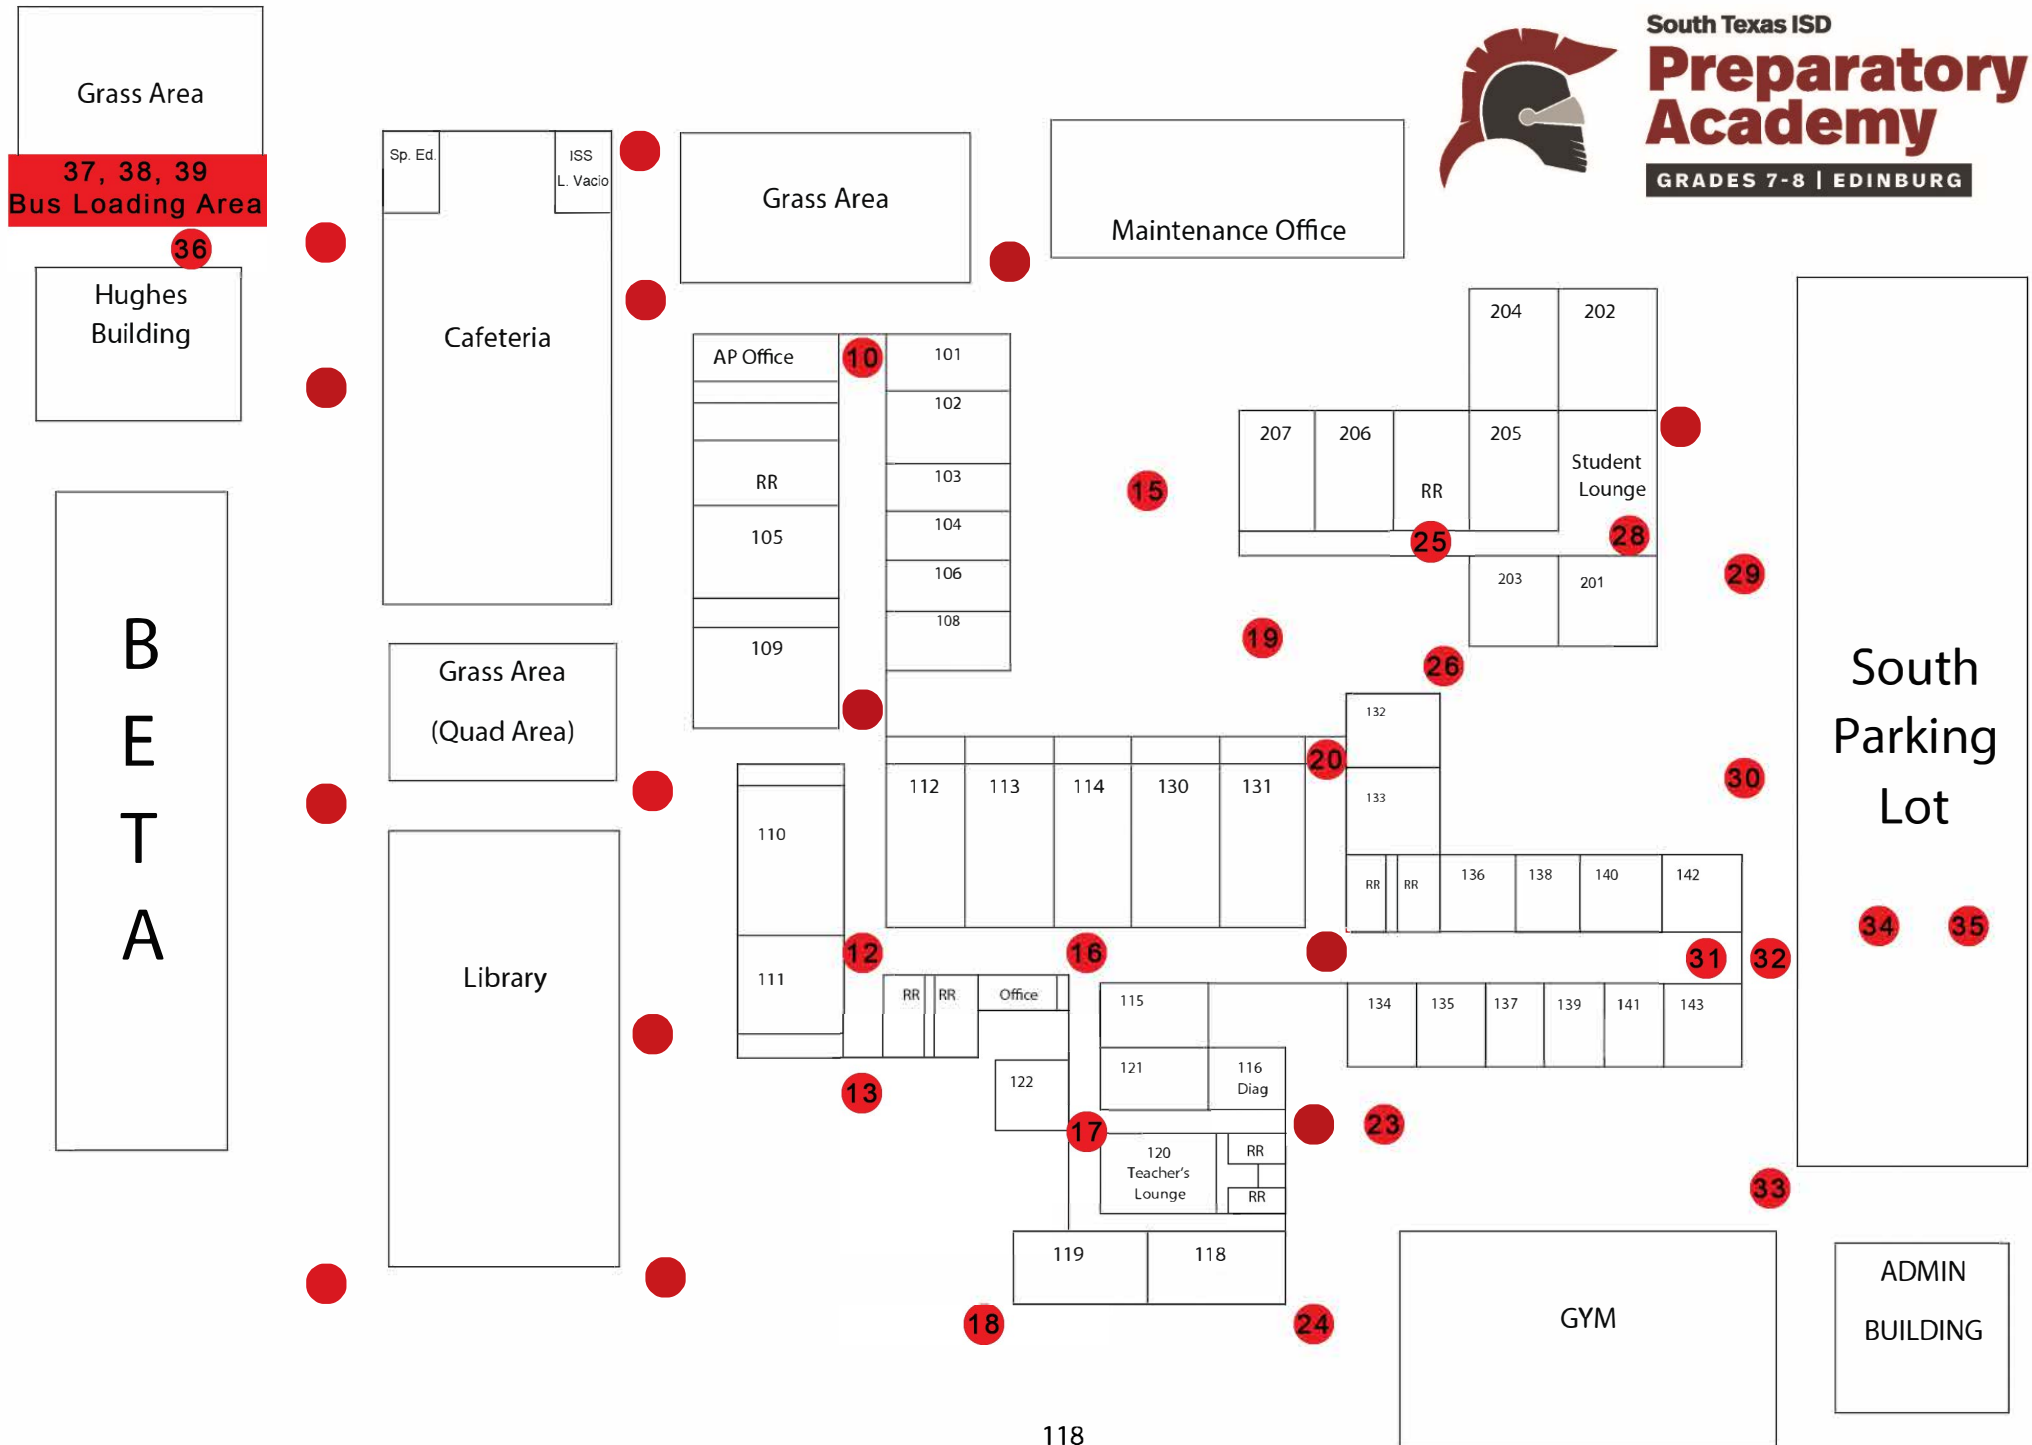 South Texas ISD
Preparatory
Academy
GRADES 7-8 | EDINBURG
Grass Area
37, 38, 39
Bus Loading Area
36
Hughes
Building
Sp. Ed.
ISS
L. Vacio
Cafeteria
Grass Area
Maintenance Office
AP Office
10
101
102
RR
103
105
104
106
108
109
15
204
202
207
206
RR
205
Student
Lounge
25
28
203
201
29
19
26
BETA
Grass Area
(Quad Area)
South
Parking
Lot
132
20
133
30
112
113
114
130
131
110
RR
RR
136
138
140
142
34
35
12
16
31
32
Library
111
RR
RR
Office
115
134
135
137
139
141
143
122
121
116
Diag
13
17
23
120
Teacher's
Lounge
RR
RR
33
119
118
18
24
GYM
ADMIN
BUILDING
118